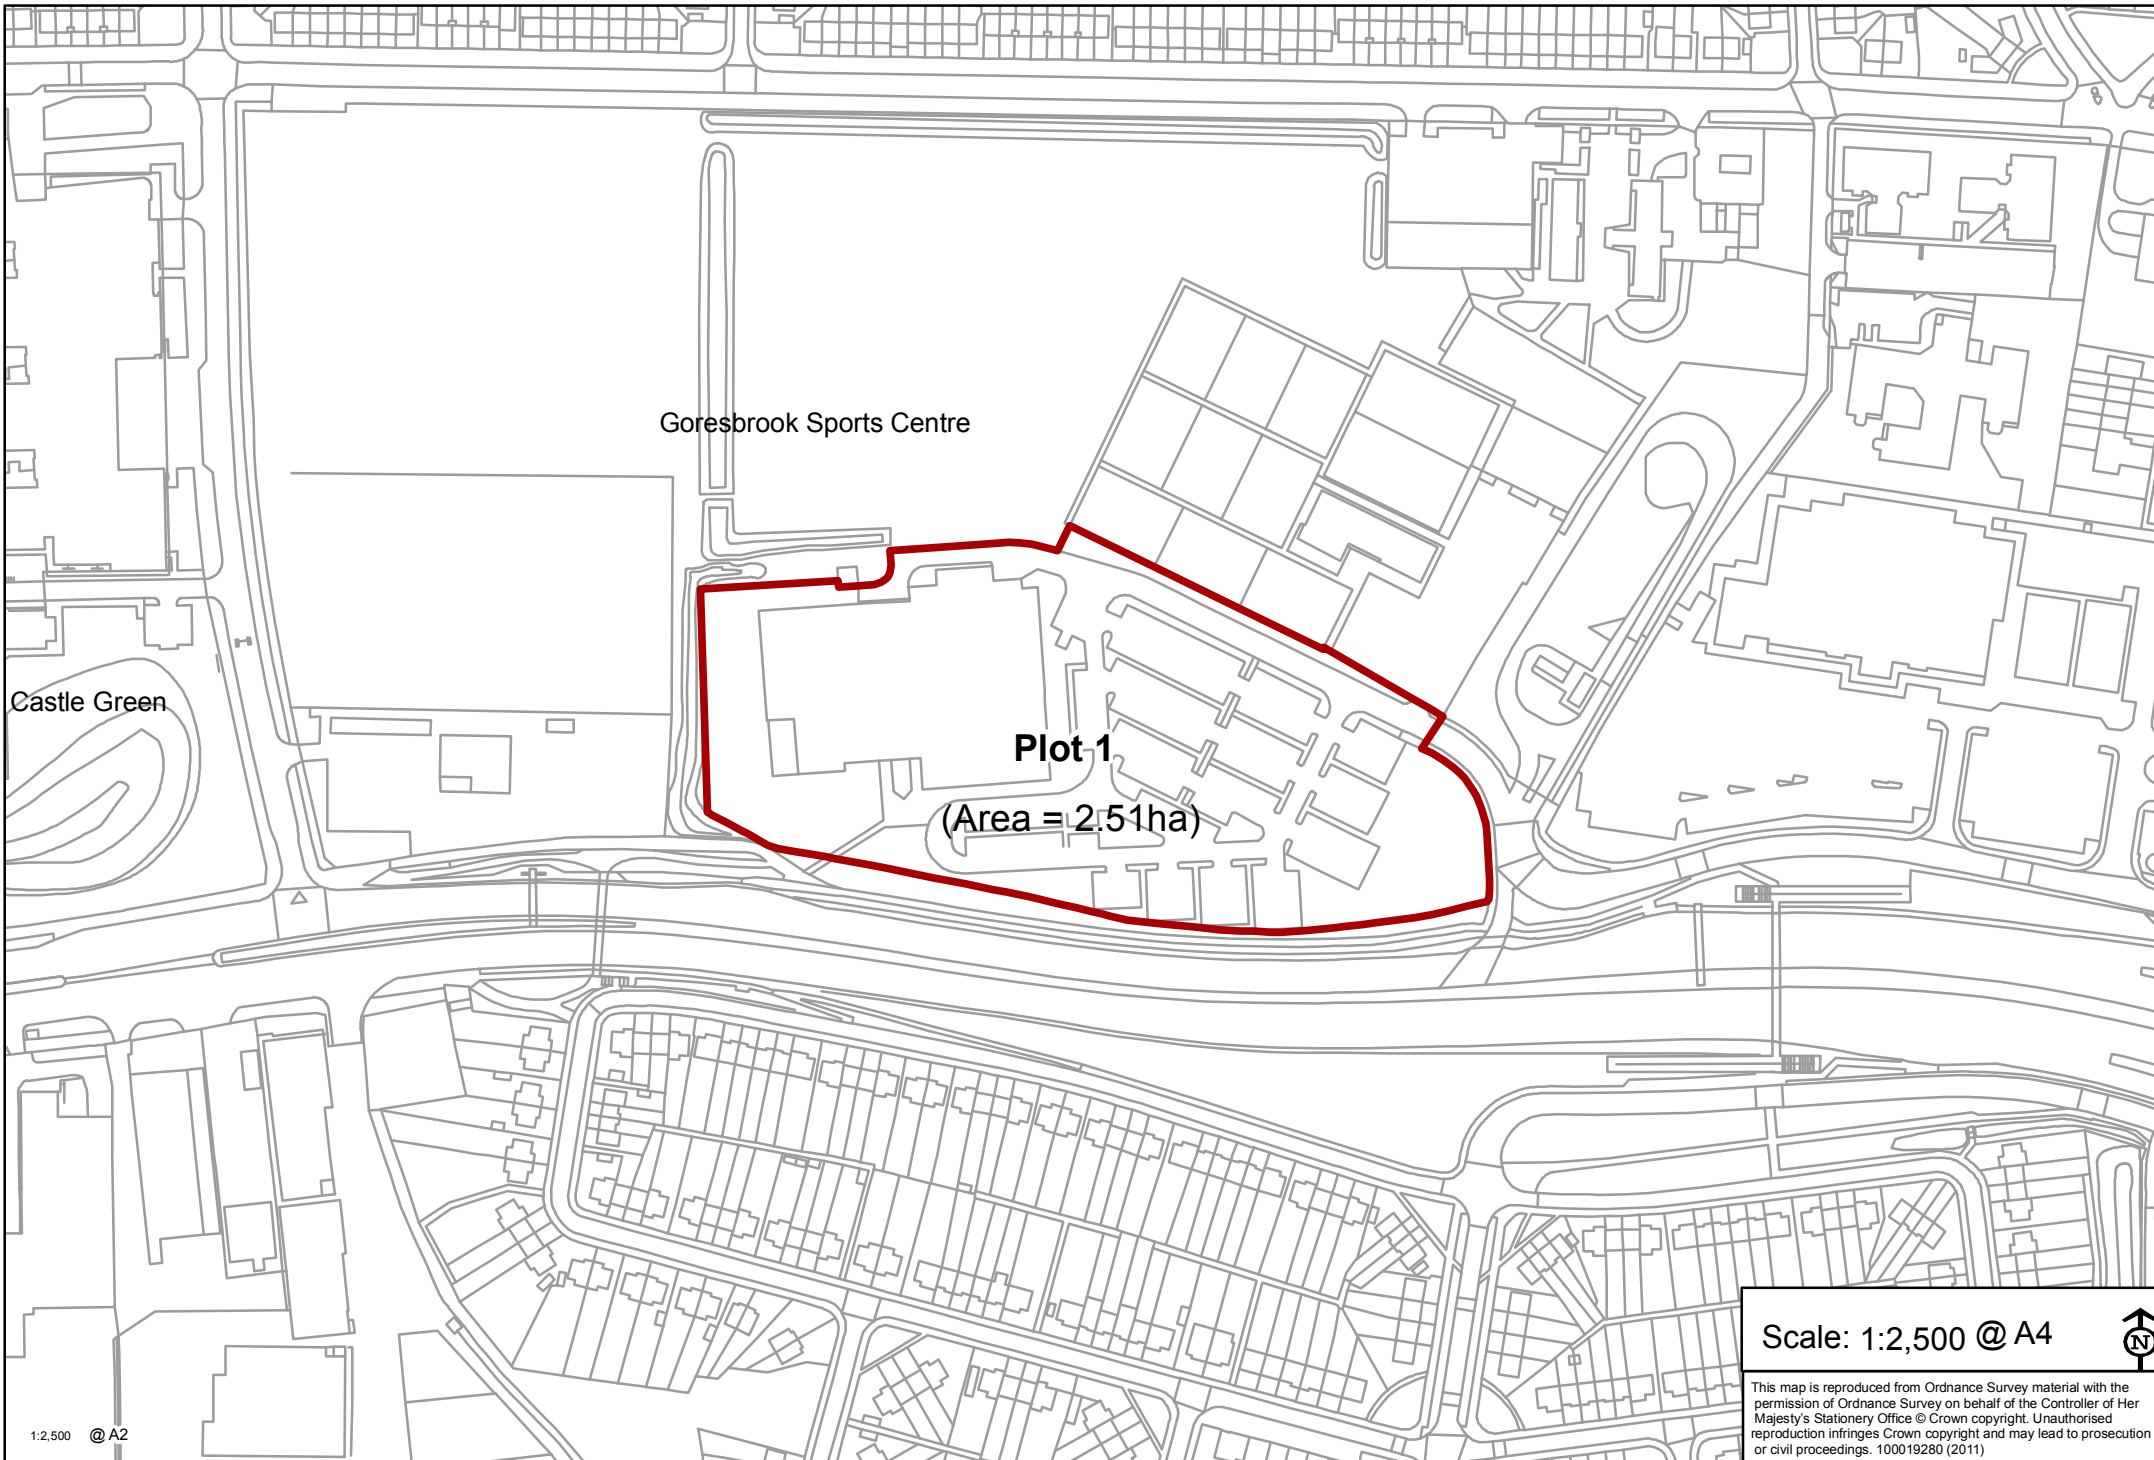 Goresbrook Sports Centre
Castle Green
Plot 1
(Area = 2.51ha)
Scale: 1:2,500 @ A4
N
This map is reproduced from Ordnance Survey material with the
permission of Ordnance Survey on behalf of the Controller of Her
Majesty's Stationery Office © Crown copyright. Unauthorised
reproduction infringes Crown copyright and may lead to prosecution
or civil proceedings. 100019280 (2011)
1:2,500 @ A2